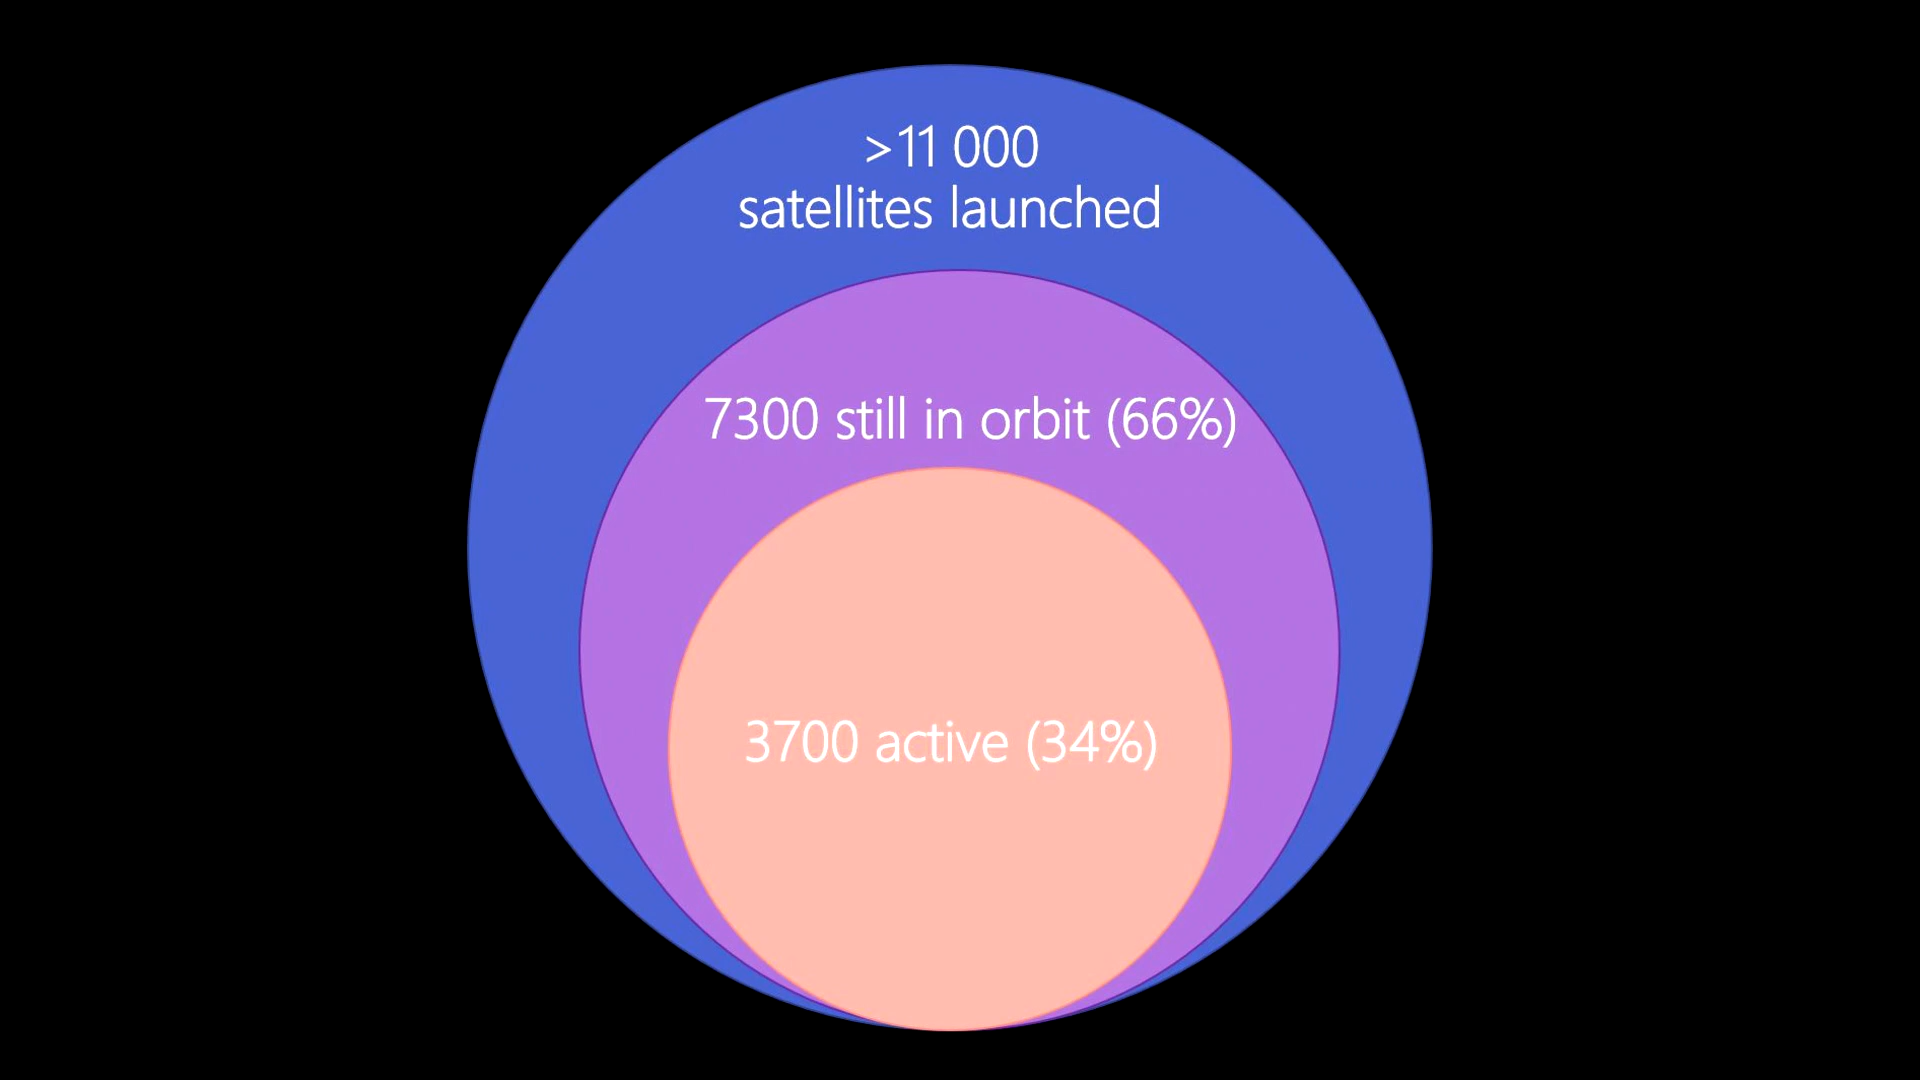 >11 000
satellites launched
7300 still in orbit (66%)
3700 active (34%)